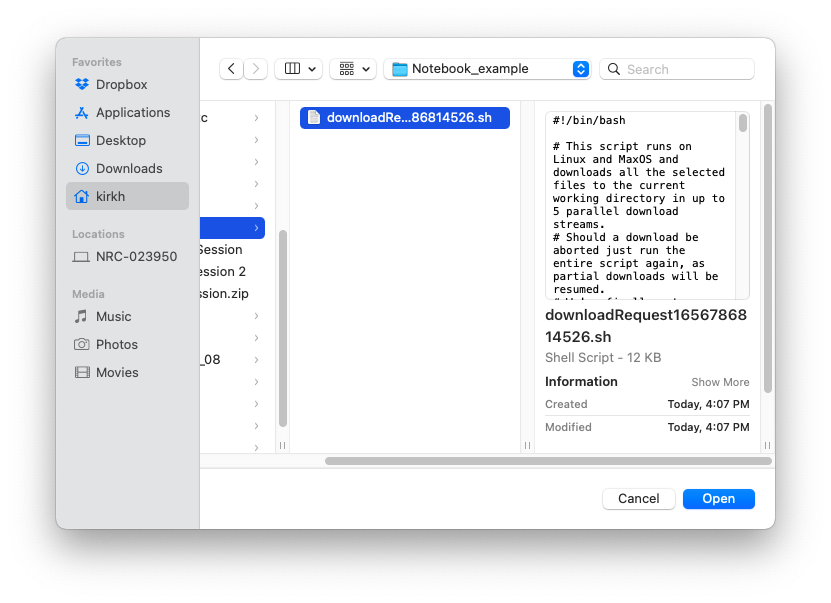 Favorites
Dropbox
Applications
Desktop
Downloads
kirkh
Locations
NRC-023950
Media
Music
Photos
Movies
Notebook_example
Search
c
Session
ession 2
ssion.zip
_08
downloadRe...86814526.sh
#!/bin/bash
# This script runs on
Linux and MaxOS and
downloads all the selected
files to the current
working directory in up to
5 parallel download
streams.
# Should a download be
aborted just run the
entire script again, as
partial downloads will be
resumed.
downloadRequest16567868
14526.sh
Shell Script - 12 KB
Information Show More
Created Today, 4:07 PM
Modified Today, 4:07 PM
Cancel Open